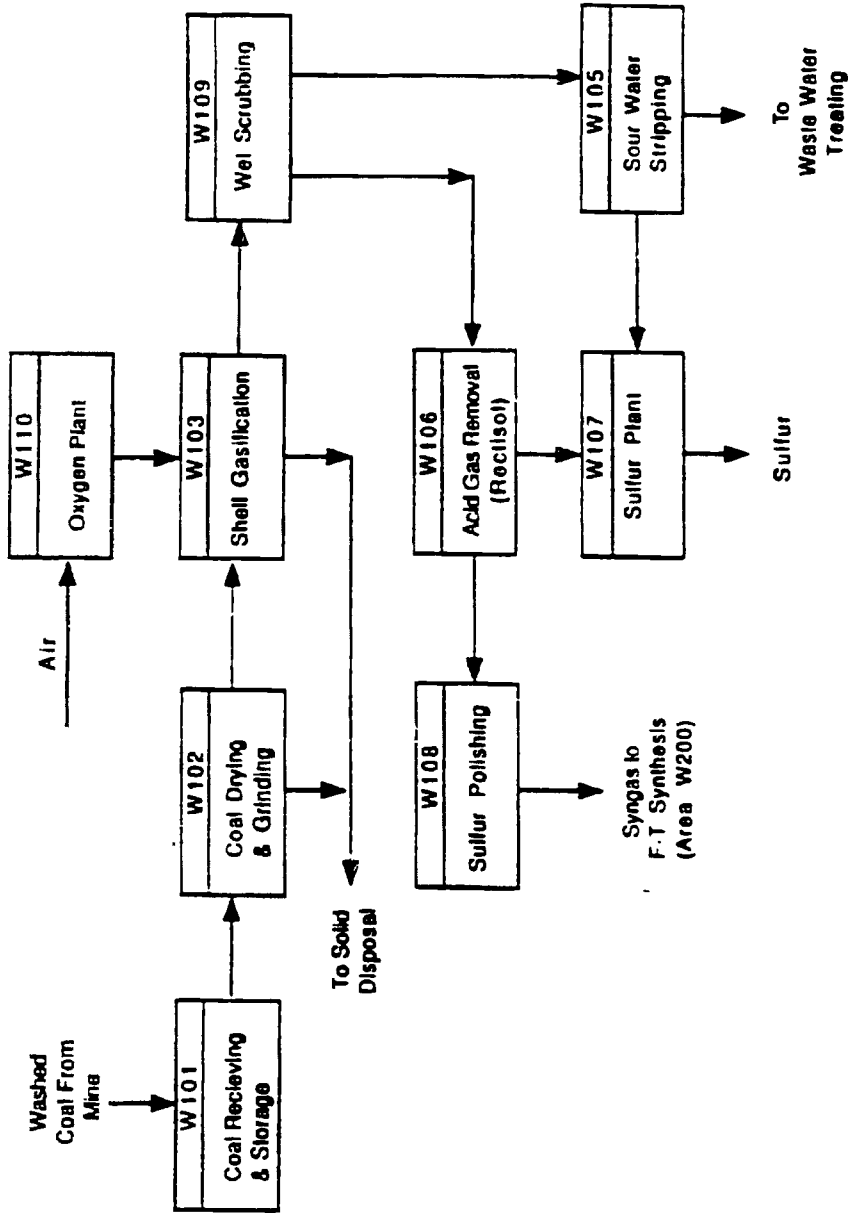 Washed
Coal From
Mine
W101
Coal Recieving
& Storage
W102
Coal Drying
& Grinding
To Solid
Disposal
Air
W110
Oxygen Plant
W103
Shell Gasification
W109
Wet Scrubbing
W108
Sulfur Polishing
Syngas to
F-T Synthesis
(Area W200)
W106
Acid Gas Removal
(Rectisol)
W107
Sulfur Plant
Sulfur
W105
Sour Water
Stripping
To
Waste Water
Treating